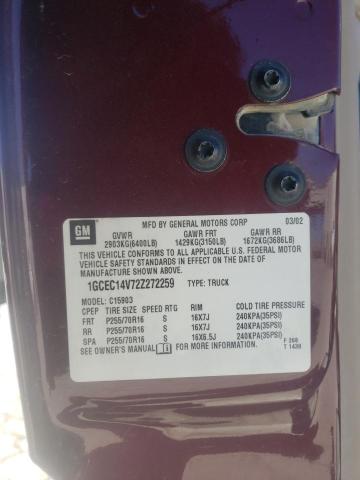 GM
MFD BY GENERAL MOTORS CORP 03/02
GVWR GAWR FRT GAWR RR
2903KG(6400LB) 1429KG(3150LB) 1672KG(3686LB)
THIS VEHICLE CONFORMS TO ALL APPLICABLE U.S. FEDERAL MOTOR
VEHICLE SAFETY STANDARDS IN EFFECT ON THE DATE OF
MANUFACTURE SHOWN ABOVE.
1GCEC14V72Z272259 TYPE: TRUCK
MODEL: C15903
CPEP TIRE SIZE SPEED RTG RIM COLD TIRE PRESSURE
FRT P255/70R16 S 16X7J 240KPA(35PSI)
RR P255/70R16 S 16X7J 240KPA(35PSI)
SPA P255/70R16 S 16X6.5J 240KPA(35PSI)
SEE OWNER'S MANUAL FOR MORE INFORMATION. F 268
T 1439